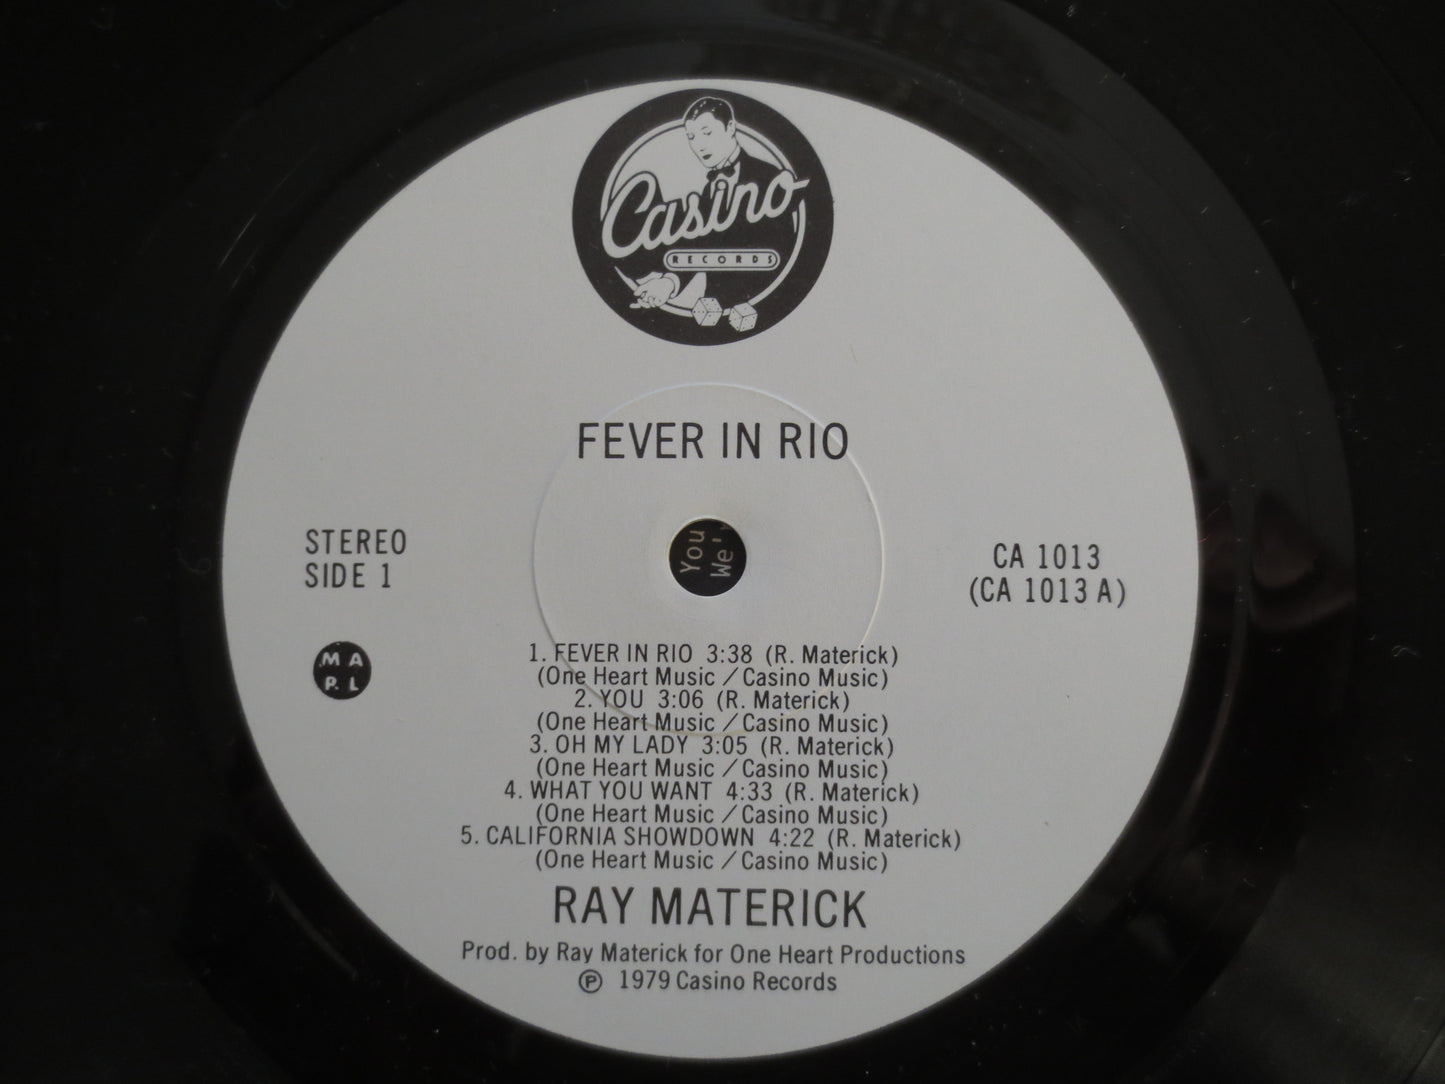 Casino
RECORDS
FEVER IN RIO
STEREO
SIDE 1
CA 1013
(CA 1013 A)
You
We'
M A
P. L
1. FEVER IN RIO 3:38 (R. Materick)
(One Heart Music / Casino Music)
2. YOU 3:06 (R. Materick)
(One Heart Music / Casino Music)
3. OH MY LADY 3:05 (R. Materick)
(One Heart Music / Casino Music)
4. WHAT YOU WANT 4:33 (R. Materick)
(One Heart Music / Casino Music)
5. CALIFORNIA SHOWDOWN 4:22 (R. Materick)
(One Heart Music / Casino Music)
RAY MATERICK
Prod. by Ray Materick for One Heart Productions
℗ 1979 Casino Records